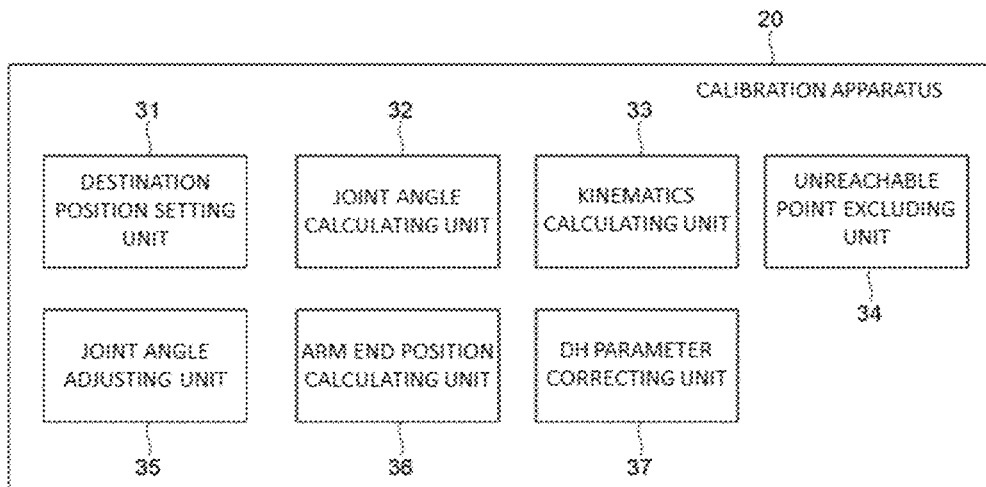 20
CALIBRATION APPARATUS
31
32
33
DESTINATION
POSITION SETTING
UNIT
JOINT ANGLE
CALCULATING UNIT
KINEMATICS
CALCULATING UNIT
UNREACHABLE
POINT EXCLUDING
UNIT
34
JOINT ANGLE
ADJUSTING UNIT
ARM END POSITION
CALCULATING UNIT
DH PARAMETER
CORRECTING UNIT
35
36
37